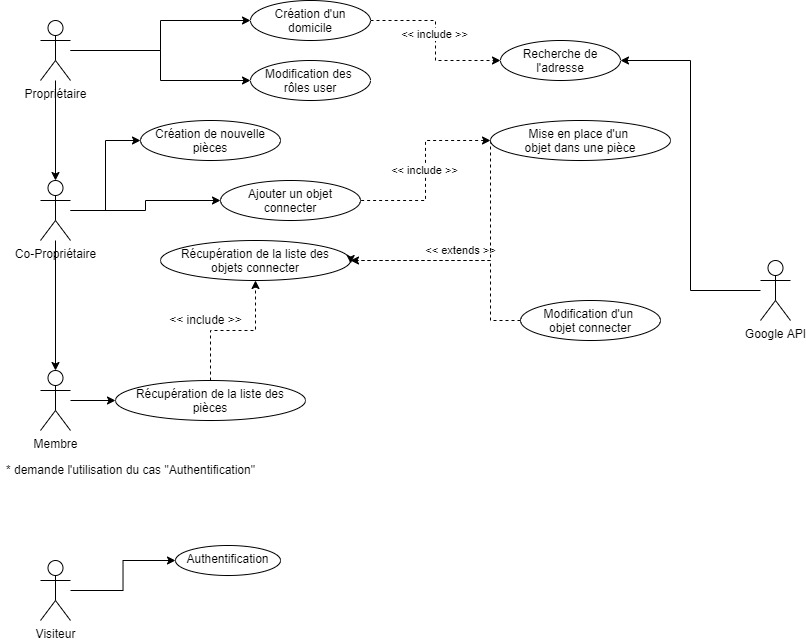 Création d'un
domicile
<< include >>
Recherche de
l'adresse
Propriétaire
Modification des
rôles user
Création de nouvelle
pièces
Mise en place d'un
objet dans une pièce
<< include >>
Ajouter un objet
connecter
Co-Propriétaire
Récupération de la liste des
objets connecter
<< extends >>
<< include >>
Modification d'un
objet connecter
Google API
Récupération de la liste des
pièces
Membre
* demande l'utilisation du cas "Authentification"
Authentification
Visiteur